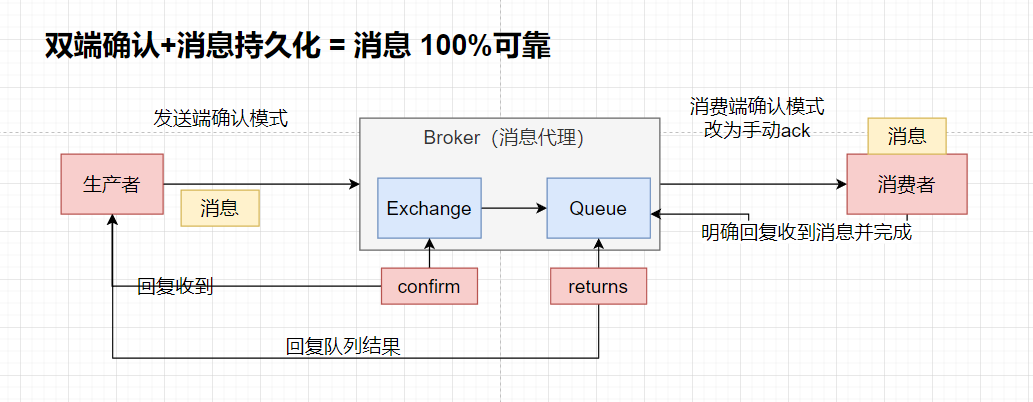 双端确认+消息持久化 = 消息 100%可靠
发送端确认模式
消费端确认模式
改为手动ack
Broker（消息代理）
消息
生产者
消息
Exchange
Queue
消费者
明确回复收到消息并完成
回复收到
confirm
returns
回复队列结果